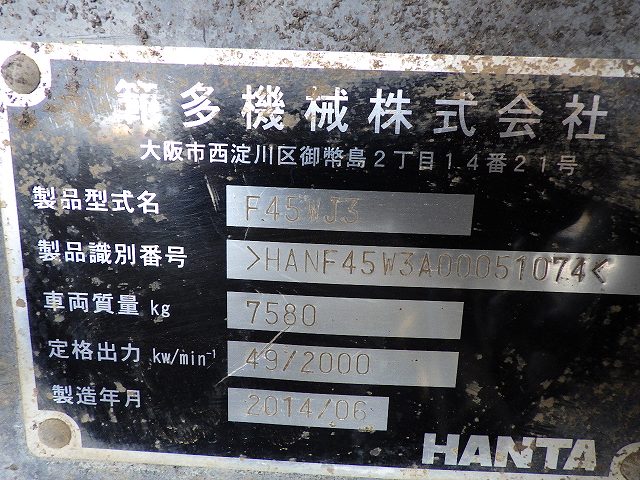 範多機械株式会社
大阪市西淀川区御幣島2丁目14番21号
製品型式名 F45WJ3
製品識別番号 >HANF45W3A00051074<
車両質量 kg 7580
定格出力 kw/min⁻¹ 49/2000
製造年月 2014/06
HANTA